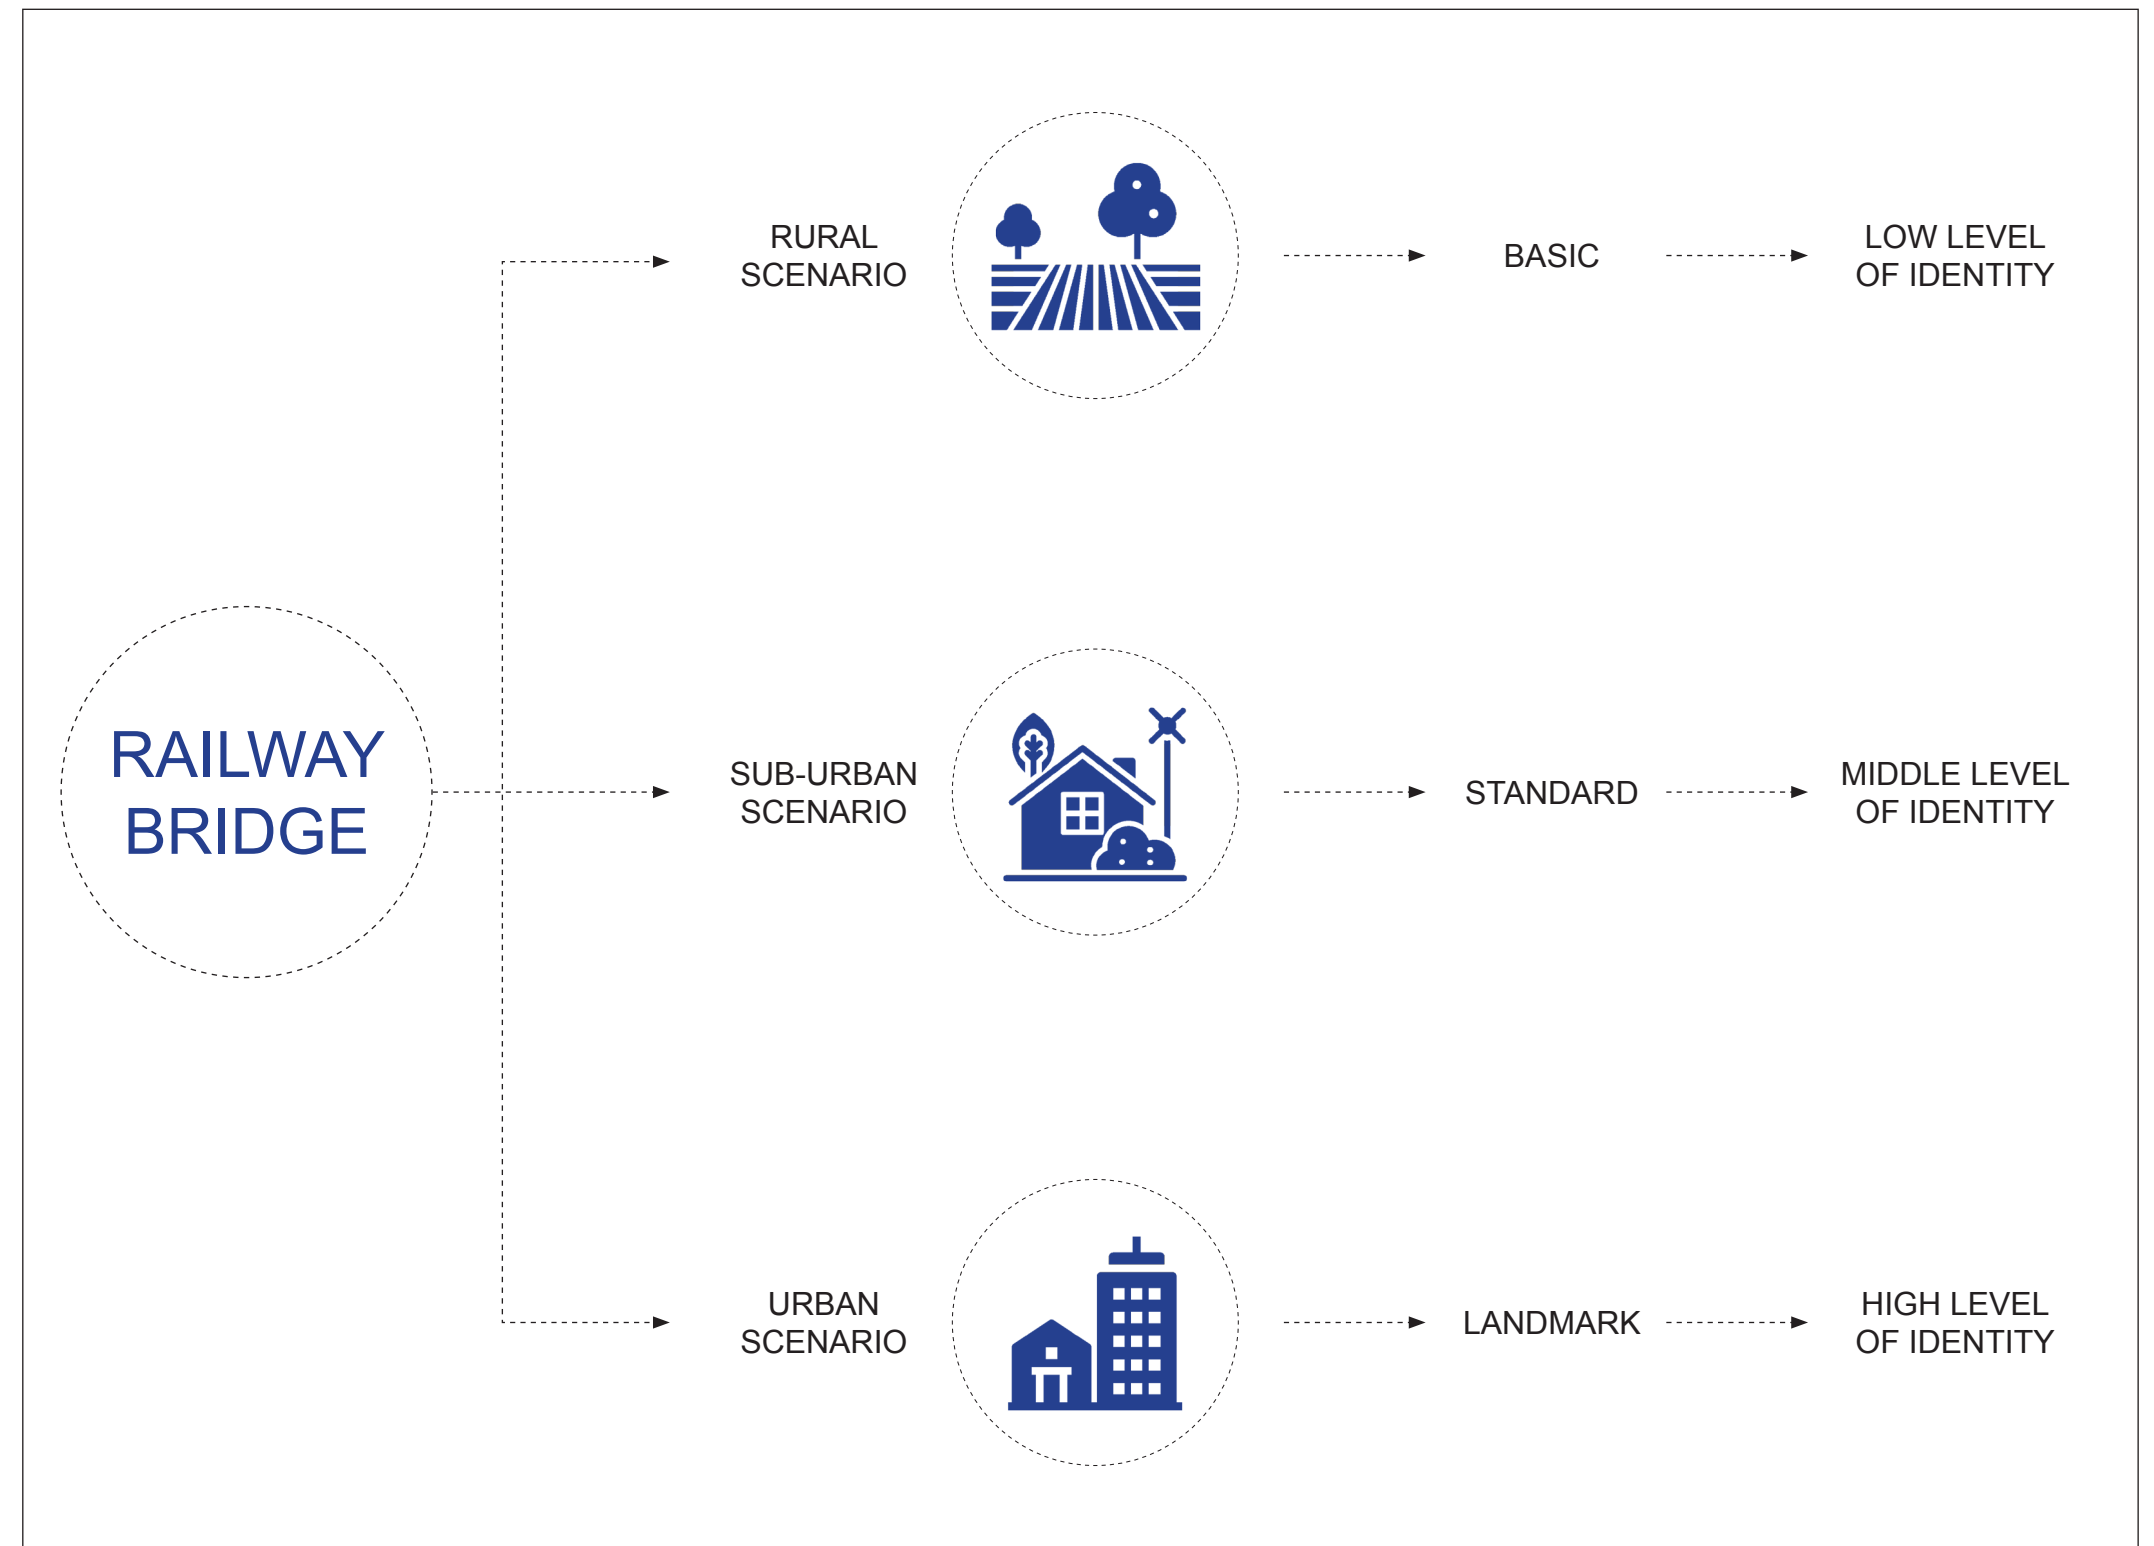 RAILWAY
BRIDGE
RURAL
SCENARIO
BASIC
LOW LEVEL
OF IDENTITY
SUB-URBAN
SCENARIO
STANDARD
MIDDLE LEVEL
OF IDENTITY
URBAN
SCENARIO
LANDMARK
HIGH LEVEL
OF IDENTITY